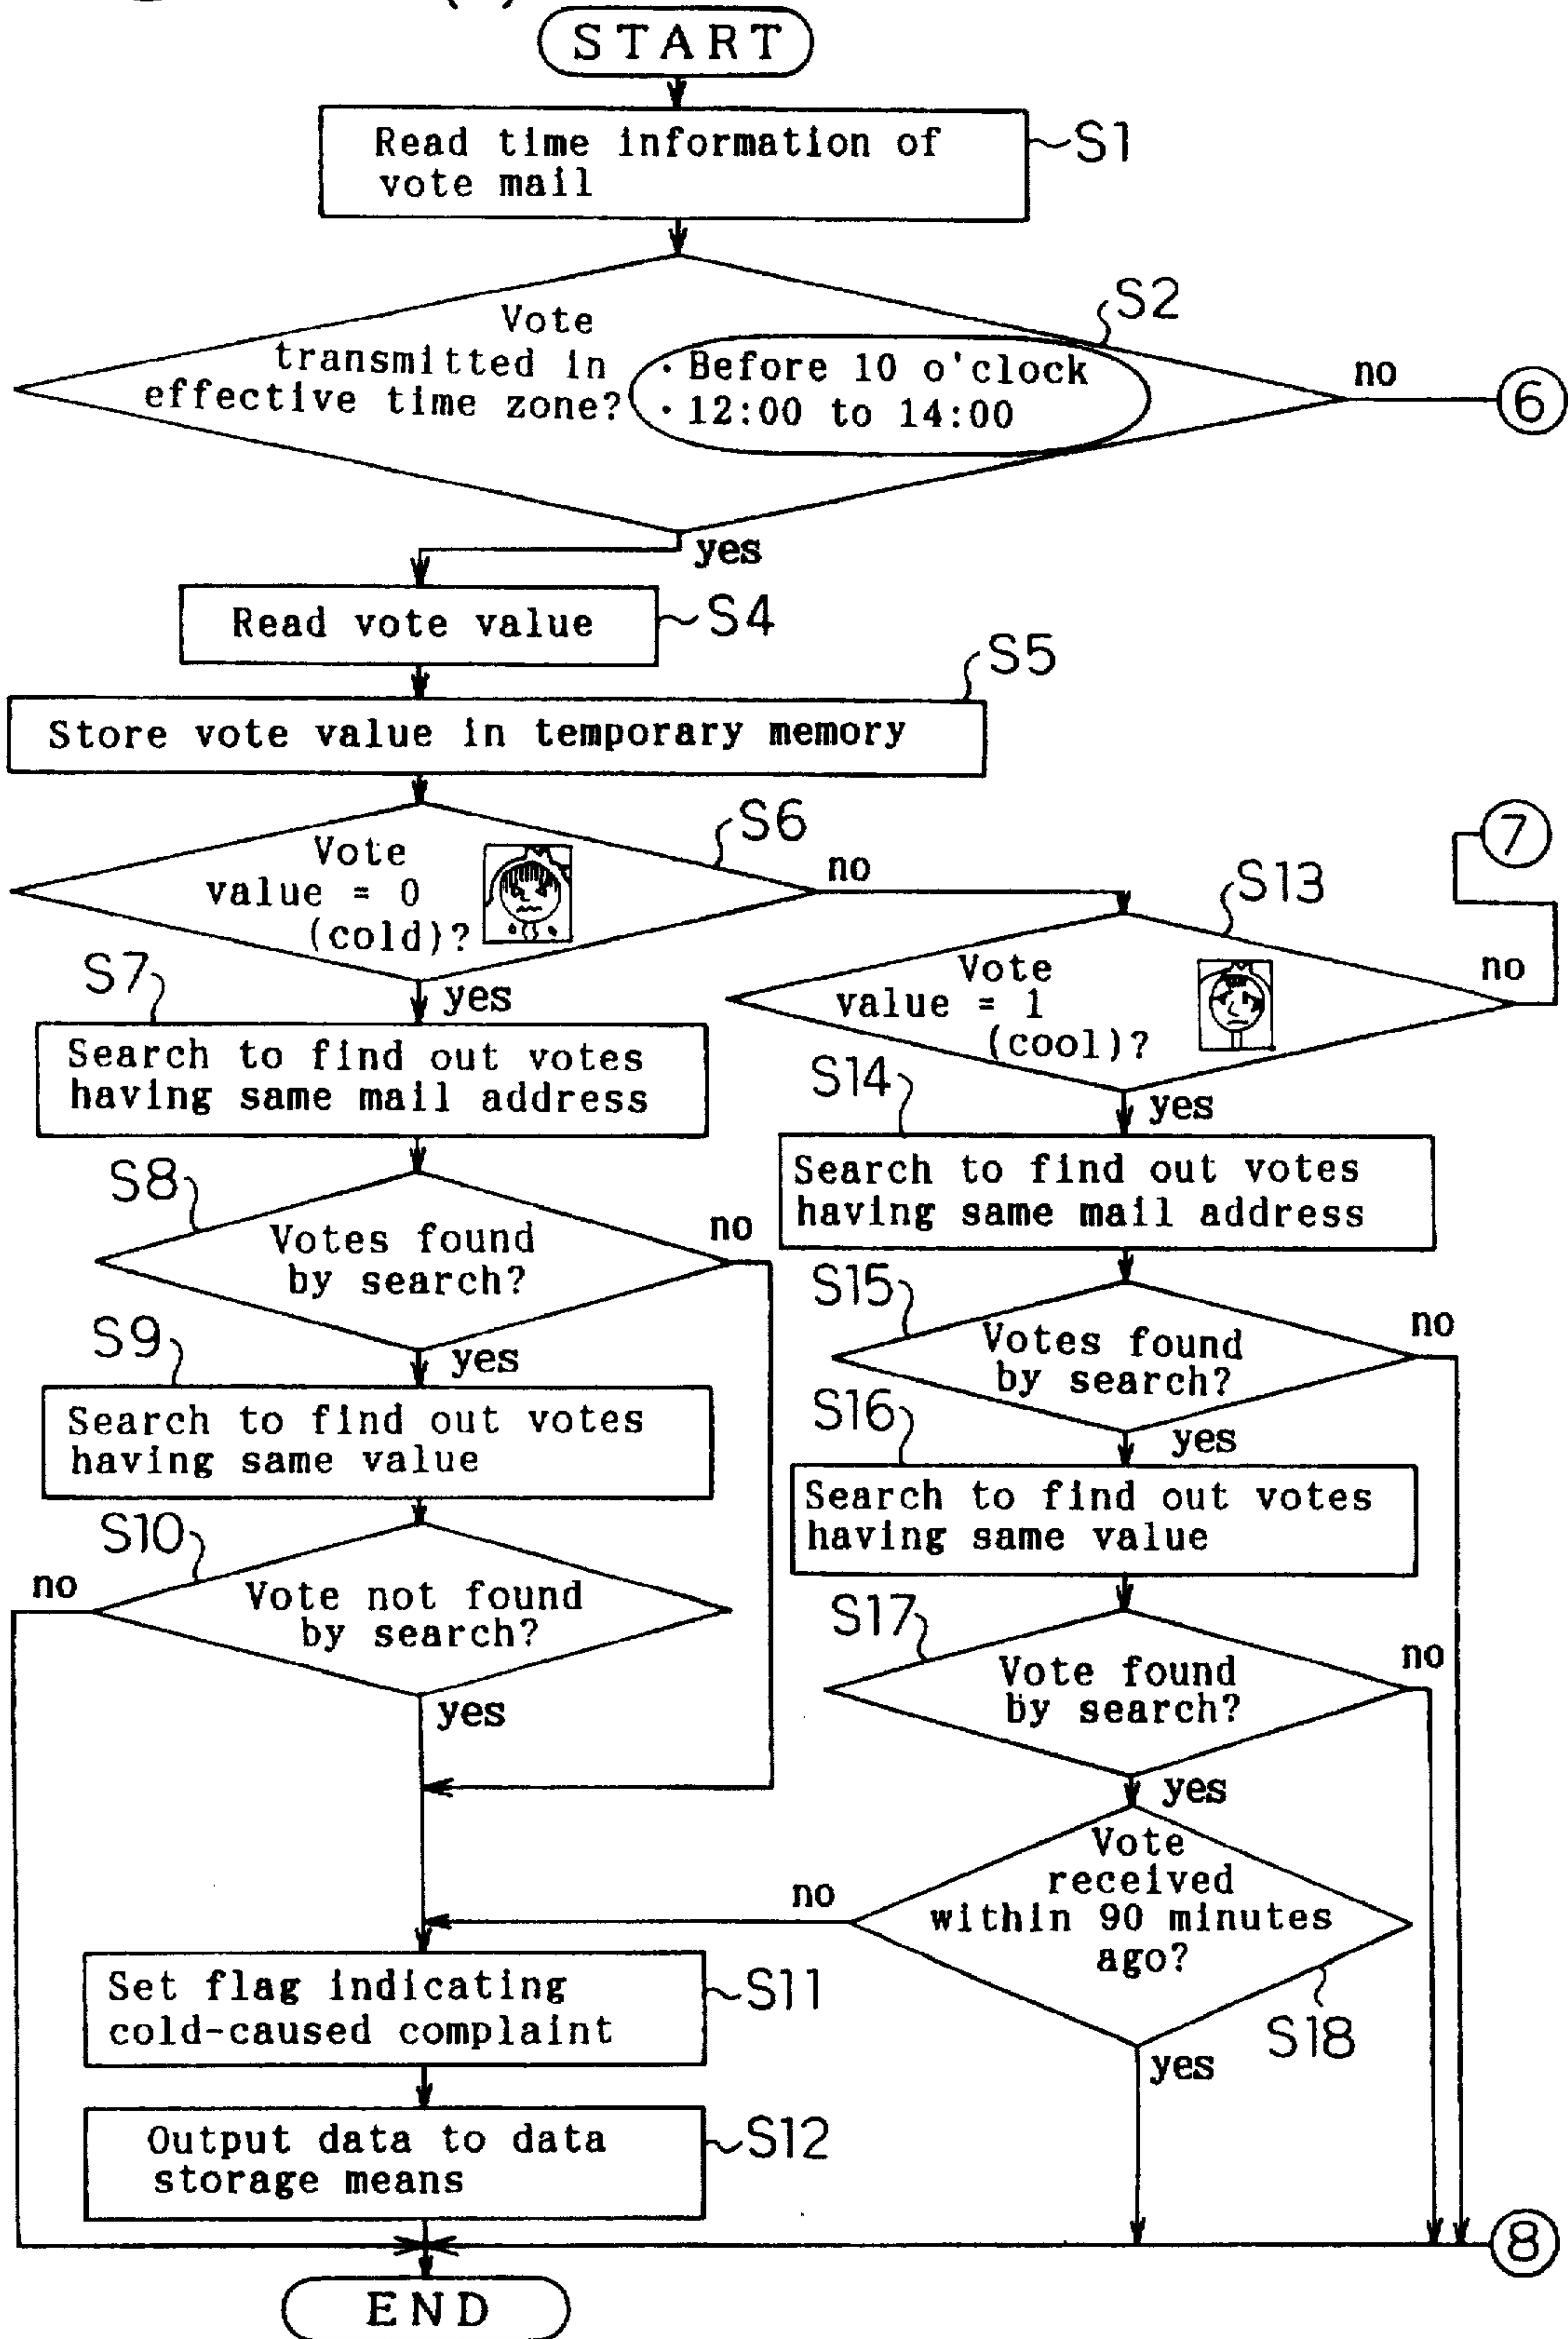 START
Read time information of
vote mail
S1
Vote
transmitted in
effective time zone?
· Before 10 o'clock
· 12:00 to 14:00
S2
no
6
yes
Read vote value
S4
S5
Store vote value in temporary memory
S6
Vote
value = 0
(cold)?
no
7
S13
Vote
value = 1
(cool)?
no
S7
yes
Search to find out votes
having same mail address
S14
yes
Search to find out votes
having same mail address
S8
Votes found
by search?
no
S15
Votes found
by search?
no
S9
yes
Search to find out votes
having same value
S16
yes
Search to find out votes
having same value
S10
no
Vote not found
by search?
yes
S17
Vote found
by search?
no
yes
Vote
received
within 90 minutes
ago?
no
S18
yes
Set flag indicating
cold-caused complaint
S11
Output data to data
storage means
S12
8
END